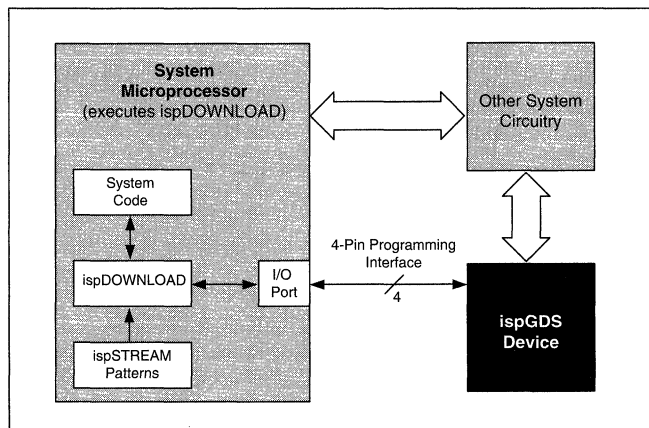 System
Microprocessor
(executes ispDOWNLOAD)
Other System
Circuitry
System
Code
4-Pin Programming
Interface
ispDOWNLOAD
I/O
Port
4
ispGDS
Device
ispSTREAM
Patterns